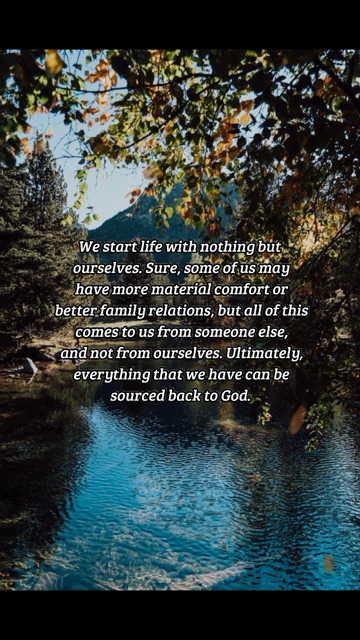 We start life with nothing but
ourselves. Sure, some of us may
have more material comfort or
better family relations, but all of this
comes to us from someone else,
and not from ourselves. Ultimately,
everything that we have can be
sourced back to God.